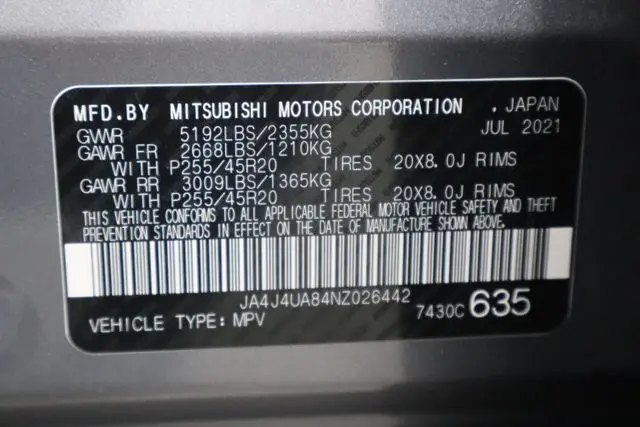 MFD.BY MITSUBISHI MOTORS CORPORATION . JAPAN
GWWR 5192LBS/2355KG JUL 2021
GAWR FR 2668LBS/1210KG
WITH P255/45R20 TIRES 20X8.0J RIMS
GAWR RR 3009LBS/1365KG
WITH P255/45R20 TIRES 20X8.0J RIMS
THIS VEHICLE CONFORMS TO ALL APPLICABLE FEDERAL MOTOR VEHICLE SAFETY AND THEFT
PREVENTION STANDARDS IN EFFECT ON THE DATE OF MANUFACTURE SHOWN ABOVE.
JA4J4UA84NZ026442
VEHICLE TYPE: MPV 7430C 635